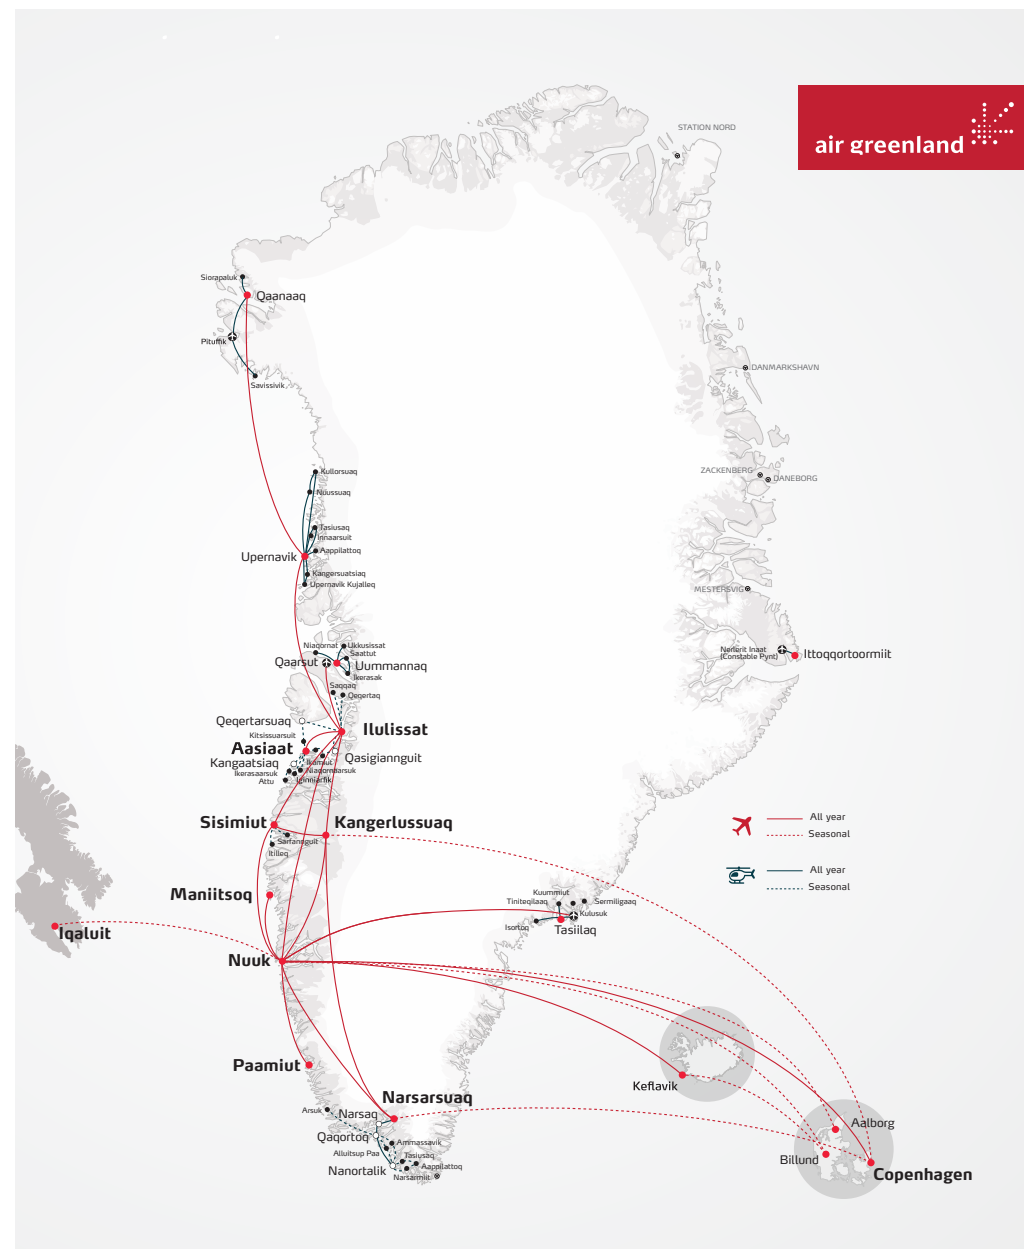 STATION NORD
air greenland
Siorapaluk
Qaanaaq
Pituffik
Savissivik
DANMARKSHAVN
Kullorsuaq
ZACKENBERG
DANEBORG
Nuussuaq
Tasiusaq
Innaarsuit
Aappilattoq
Upernavik
Kangersuatsiaq
Upernavik Kujalleq
MESTERSVIG
Niaqornat
Ukkusissat
Saattut
Qaarsut
Uummannaq
Ikerasak
Nerlerit Inaat
(Constable Pynt)
Ittoqqortoormiit
Saqqaq
Qeqertaq
Qeqertarsuaq
Ilulissat
Kitsissuarsuit
Aasiaat
Qasigiannguit
Kangaatsiaq
Ikamiut
Niaqornaarsuk
Ikerasaarsuk
Iginniarfik
Attu
Sisimiut
Kangerlussuaq
Sarfannguit
Itilleq
All year
Seasonal
All year
Seasonal
Maniitsoq
Kuummiut
Tiniteqilaaq
Sermiligaaq
Kulusuk
Isortoq
Tasiilaq
Iqaluit
Nuuk
Paamiut
Keflavik
Narsarsuaq
Arsuk
Narsaq
Qaqortoq
Ammassavik
Alluitsup Paa
Tasiusaq
Nanortalik
Aappilattoq
Narsarmiit
Aalborg
Billund
Copenhagen